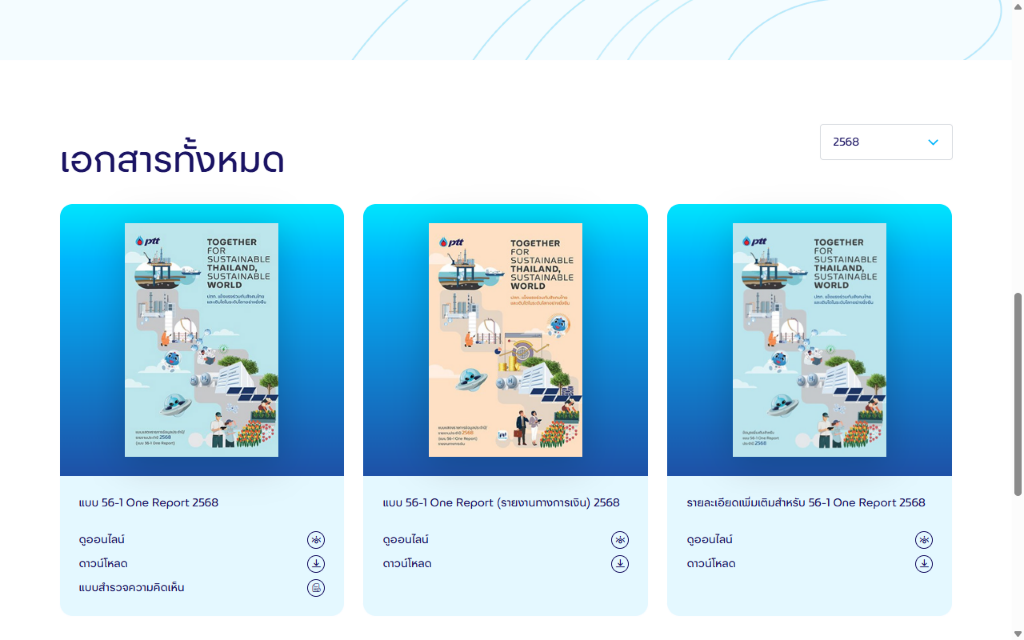 เอกสารทั้งหมด
2568
ptt
TOGETHER
FOR
SUSTAINABLE
THAILAND,
SUSTAINABLE
WORLD
ptt
TOGETHER
FOR
SUSTAINABLE
THAILAND,
SUSTAINABLE
WORLD
ptt
TOGETHER
FOR
SUSTAINABLE
THAILAND,
SUSTAINABLE
WORLD
แบบ 56-1 One Report 2568
ดูออนไลน์
ดาวน์โหลด
แบบสำรวจความคิดเห็น
แบบ 56-1 One Report (รายงานทางการเงิน) 2568
ดูออนไลน์
ดาวน์โหลด
รายละเอียดเพิ่มเติมสำหรับ 56-1 One Report 2568
ดูออนไลน์
ดาวน์โหลด